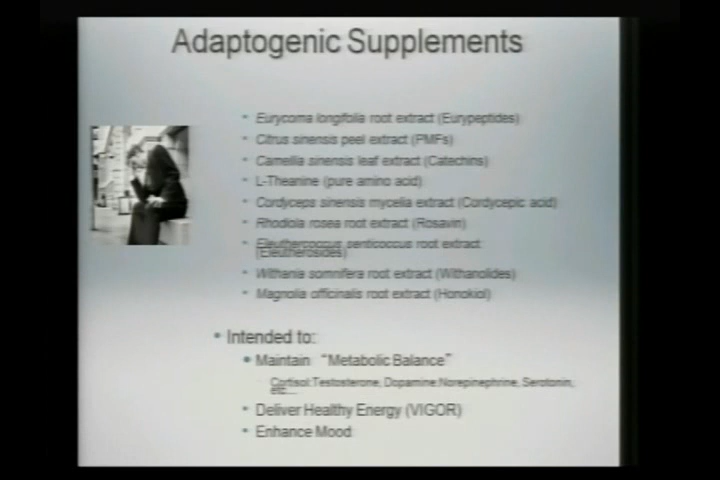 Adaptogenic Supplements
Eurycoma longifolia root extract (Eurypeptides)
Citrus sinensis peel extract (PMFs)
Camellia sinensis leaf extract (Catechins)
L-Theanine (pure amino acid)
Cordyceps sinensis mycelia extract (Cordycepic acid)
Rhodiola rosea root extract (Rosavin)
Eleuthercoccus senticoccus root extract
(Eleutherosides)
Withania somnifera root extract (Withanolides)
Magnolia officinalis root extract (Honokiol)
Intended to:
Maintain “Metabolic Balance”
Cortisol:Testosterone, Dopamine:Norepinephrine, Serotonin,
etc...
Deliver Healthy Energy (VIGOR)
Enhance Mood